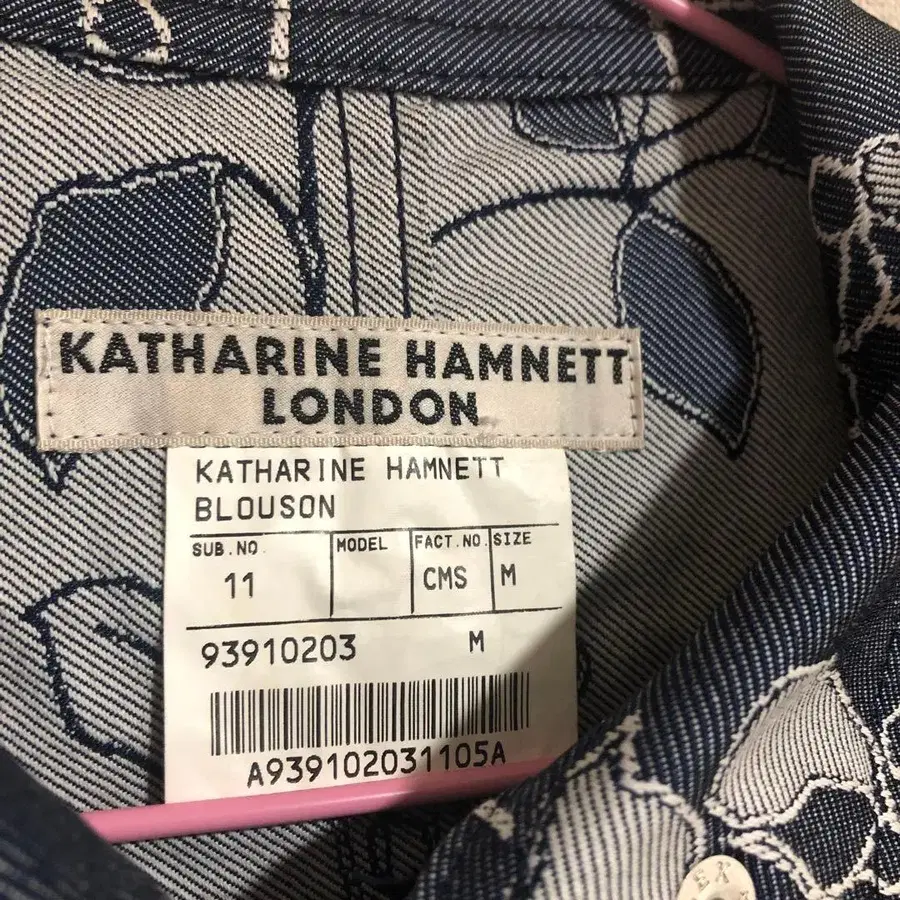 KATHARINE HAMNETT
LONDON
KATHARINE HAMNETT
BLOUSON
SUB.NO. MODEL FACT.NO. SIZE
11 CMS M
93910203 M
A939102031105A